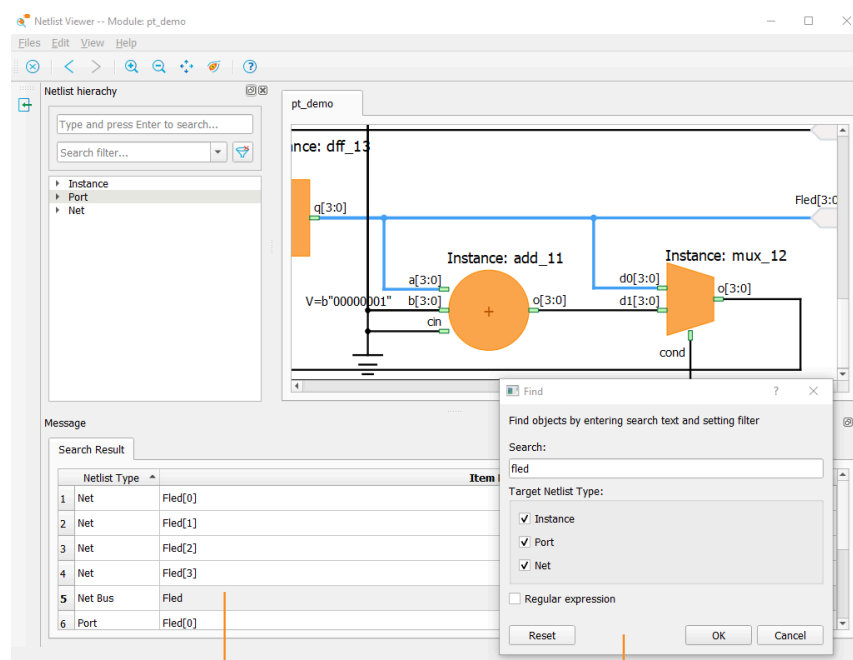 Netlist Viewer -- Module: pt_demo
Files Edit View Help
Netlist hierachy
Type and press Enter to search...
Search filter...
Instance
Port
Net
pt_demo
nce: dff_13
q[3:0]
Fled[3:0
Instance: add_11
Instance: mux_12
a[3:0]
d0[3:0]
o[3:0]
V=b"00000001"
b[3:0]
+
o[3:0]
d1[3:0]
cin
cond
Message
Search Result
Netlist Type
Item
1 Net Fled[0]
2 Net Fled[1]
3 Net Fled[2]
4 Net Fled[3]
5 Net Bus Fled
6 Port Fled[0]
Find
?
Find objects by entering search text and setting filter
Search:
fled
Target Netlist Type:
Instance
Port
Net
Regular expression
Reset OK Cancel